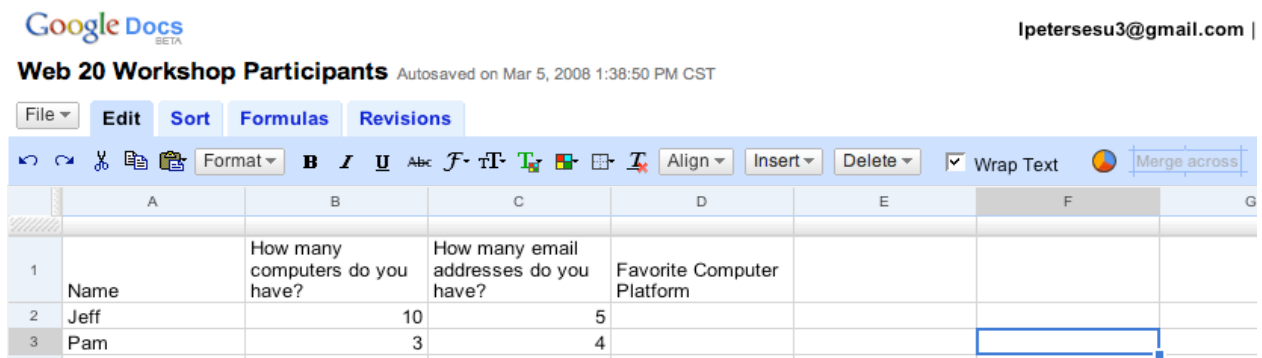 Google Docs
BETA
lpetersesu3@gmail.com |
Web 20 Workshop Participants Autosaved on Mar 5, 2008 1:38:50 PM CST
File Edit Sort Formulas Revisions
Format B I U Abc F T T T Align Insert Delete Wrap Text Merge across
A B C D E F G
1 Name
How many
computers do you
have?
How many email
addresses do you
have?
Favorite Computer
Platform
2 Jeff 10 5
3 Pam 3 4